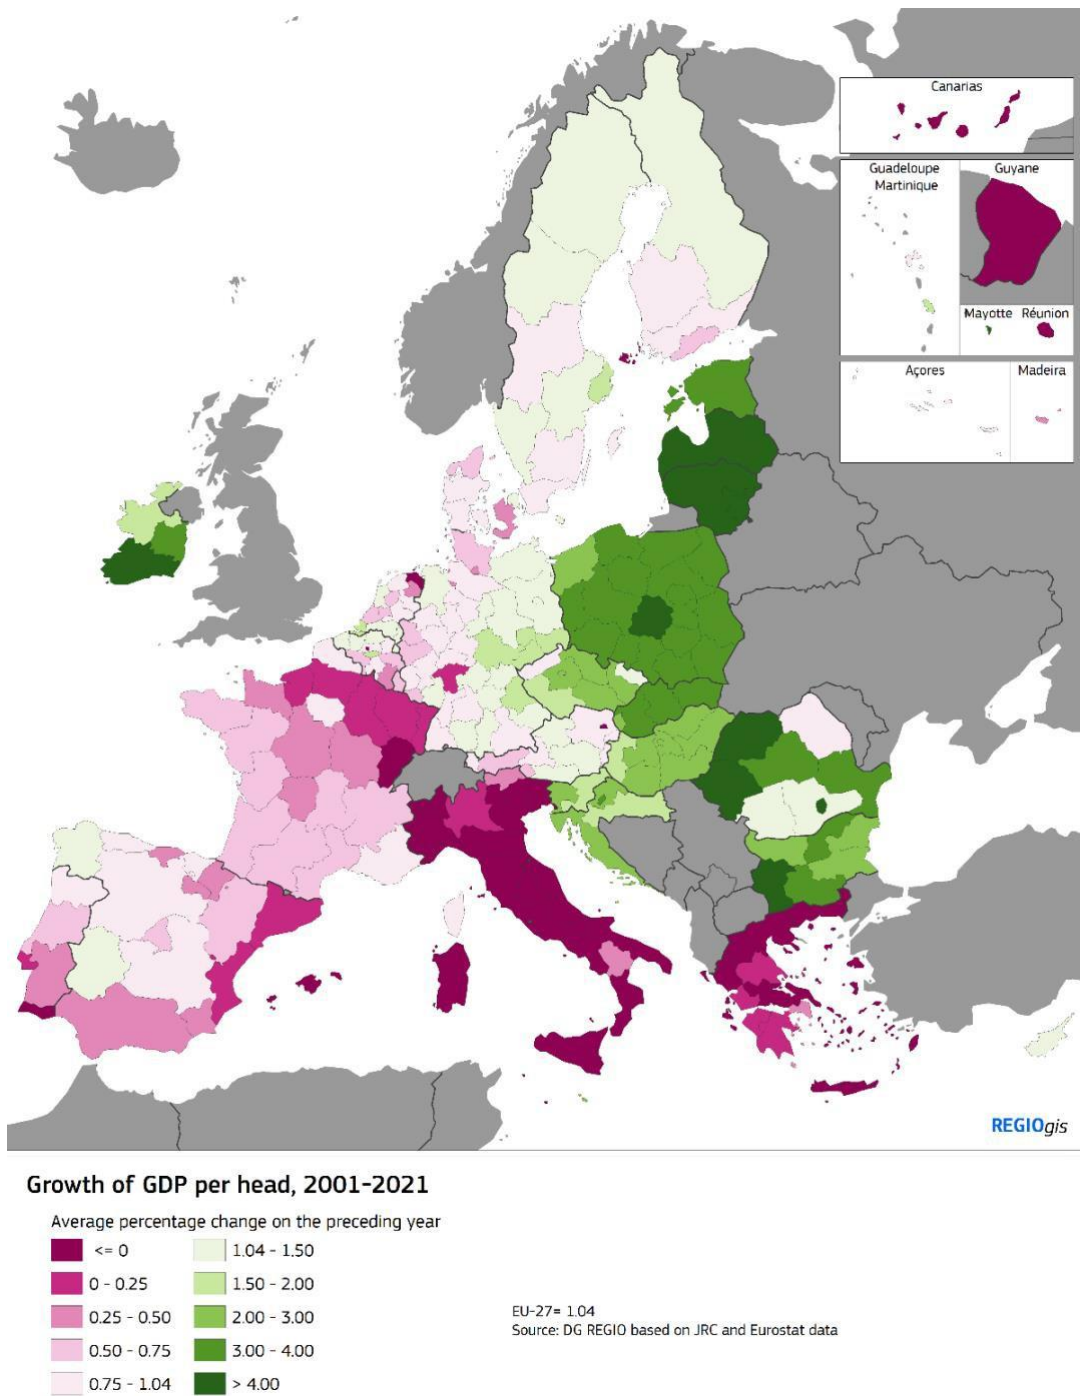 Canarias
Guadeloupe
Martinique
Guyane
Mayotte
Réunion
Açores
Madeira
REGIOgis
Growth of GDP per head, 2001-2021
Average percentage change on the preceding year
<= 0
0 - 0.25
0.25 - 0.50
0.50 - 0.75
0.75 - 1.04
1.04 - 1.50
1.50 - 2.00
2.00 - 3.00
3.00 - 4.00
> 4.00
EU-27= 1.04
Source: DG REGIO based on JRC and Eurostat data